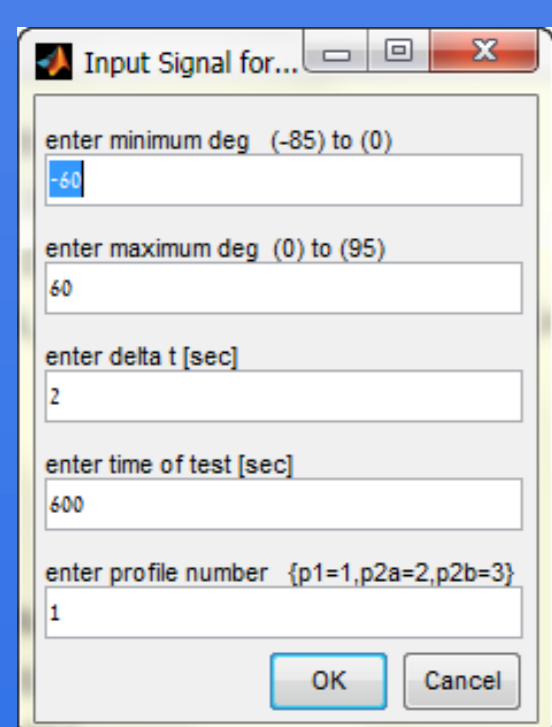 Input Signal for...
enter minimum deg (-85) to (0)
-60
enter maximum deg (0) to (95)
60
enter delta t [sec]
2
enter time of test [sec]
600
enter profile number {p1=1,p2a=2,p2b=3}
1
OK Cancel